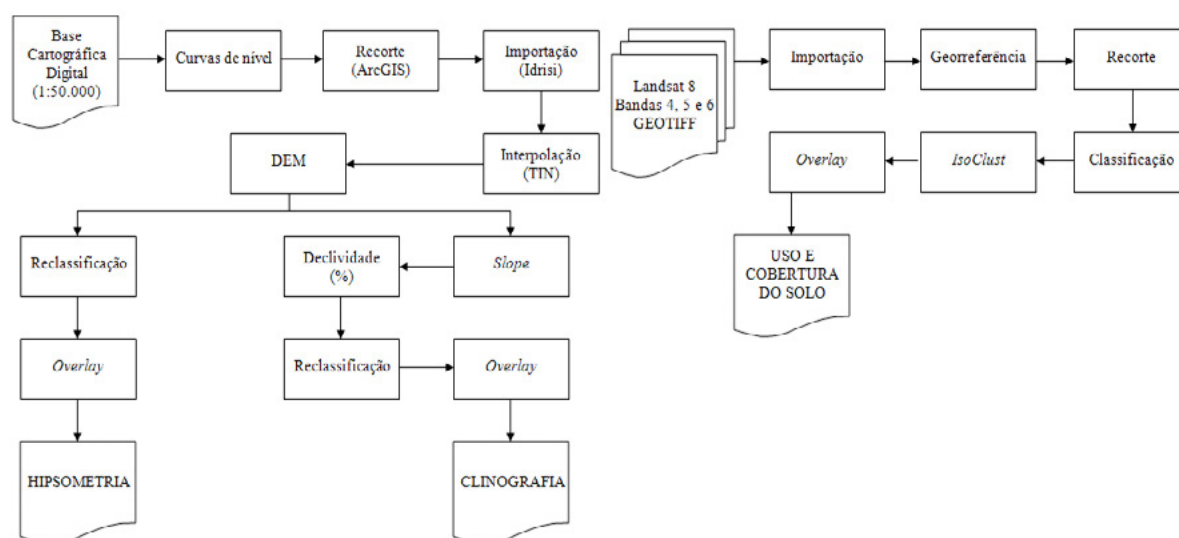 Base
Cartográfica
Digital
(1:50.000)
Curvas de nível
Recorte
(ArcGIS)
Importação
(Idrisi)
Interpolação
(TIN)
DEM
Reclassificação
Overlay
HIPSOMETRIA
Slope
Declividade
(%)
Reclassificação
Overlay
CLINOGRAFIA
Landsat 8
Bandas 4, 5 e 6
GEOTIFF
Importação
Georreferência
Recorte
Classificação
IsoClust
Overlay
USO E
COBERTURA
DO SOLO